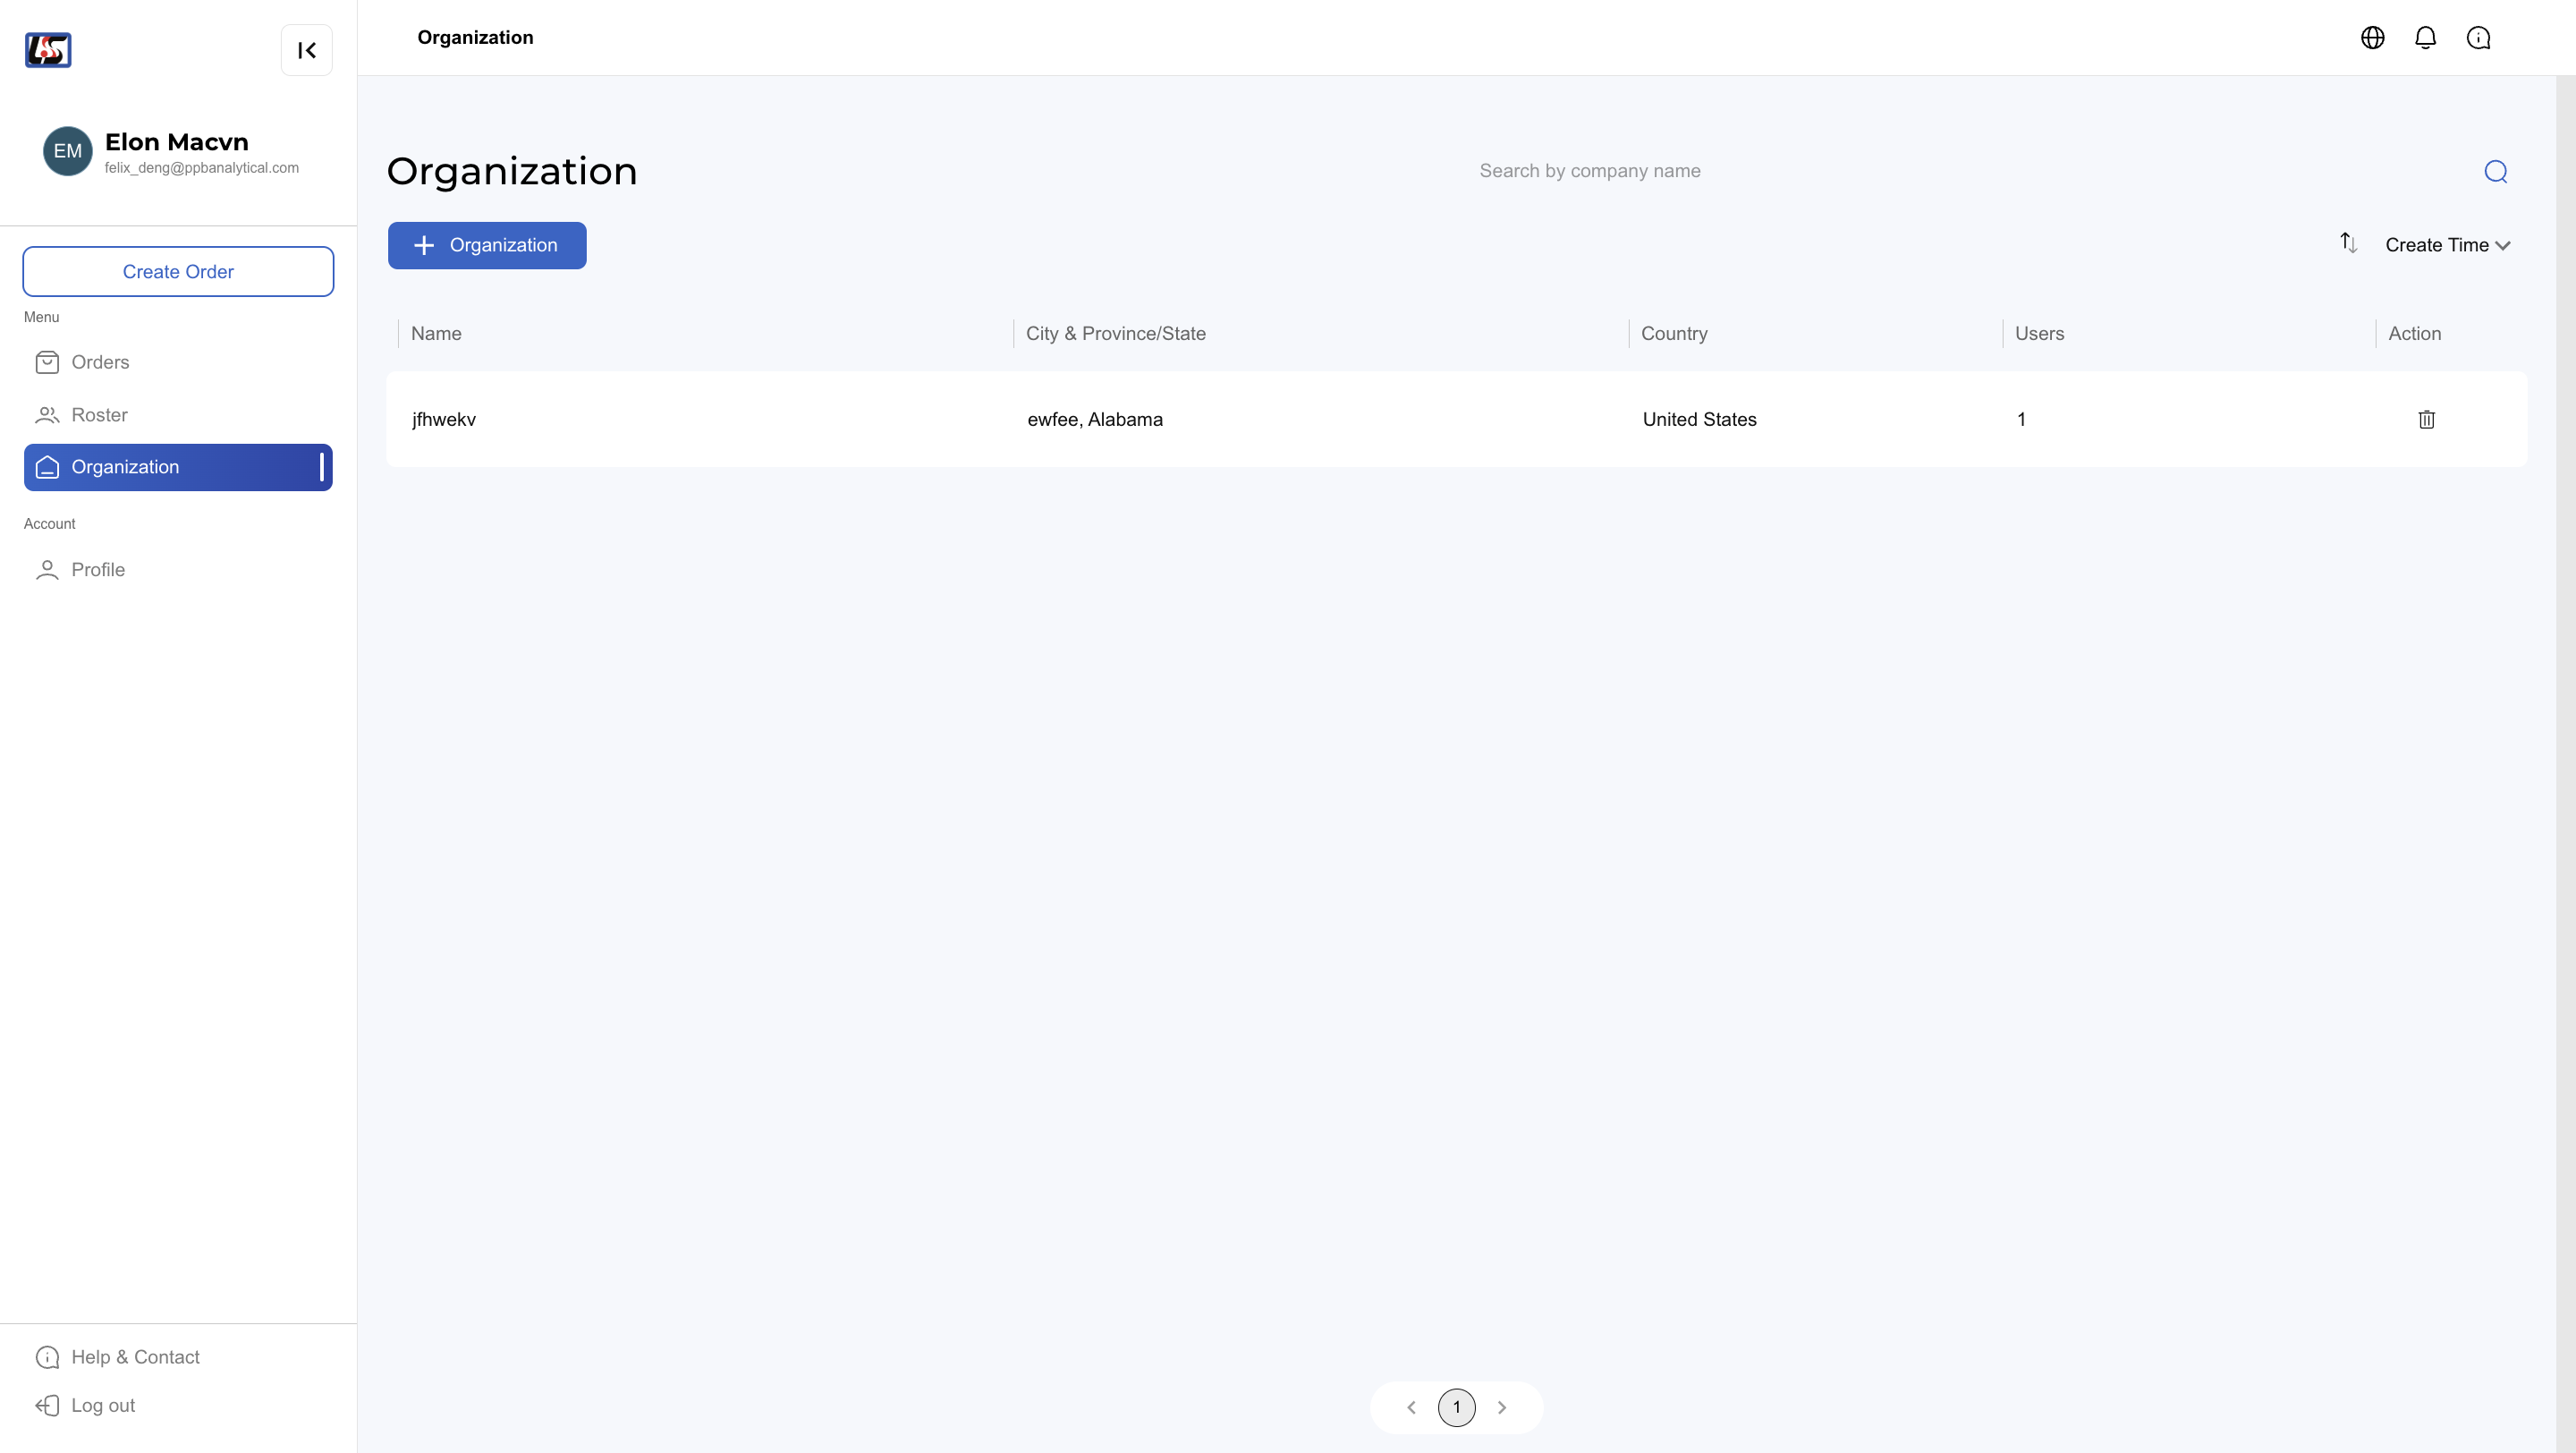 LSS
Organization
EM
Elon Macvn
felix_deng@ppbanalytical.com
Organization
Search by company name
Create Order
Organization
Create Time
Menu
Name
City & Province/State
Country
Users
Action
Orders
Roster
jfhwekv
ewfee, Alabama
United States
1
Organization
Account
Profile
Help & Contact
Log out
1